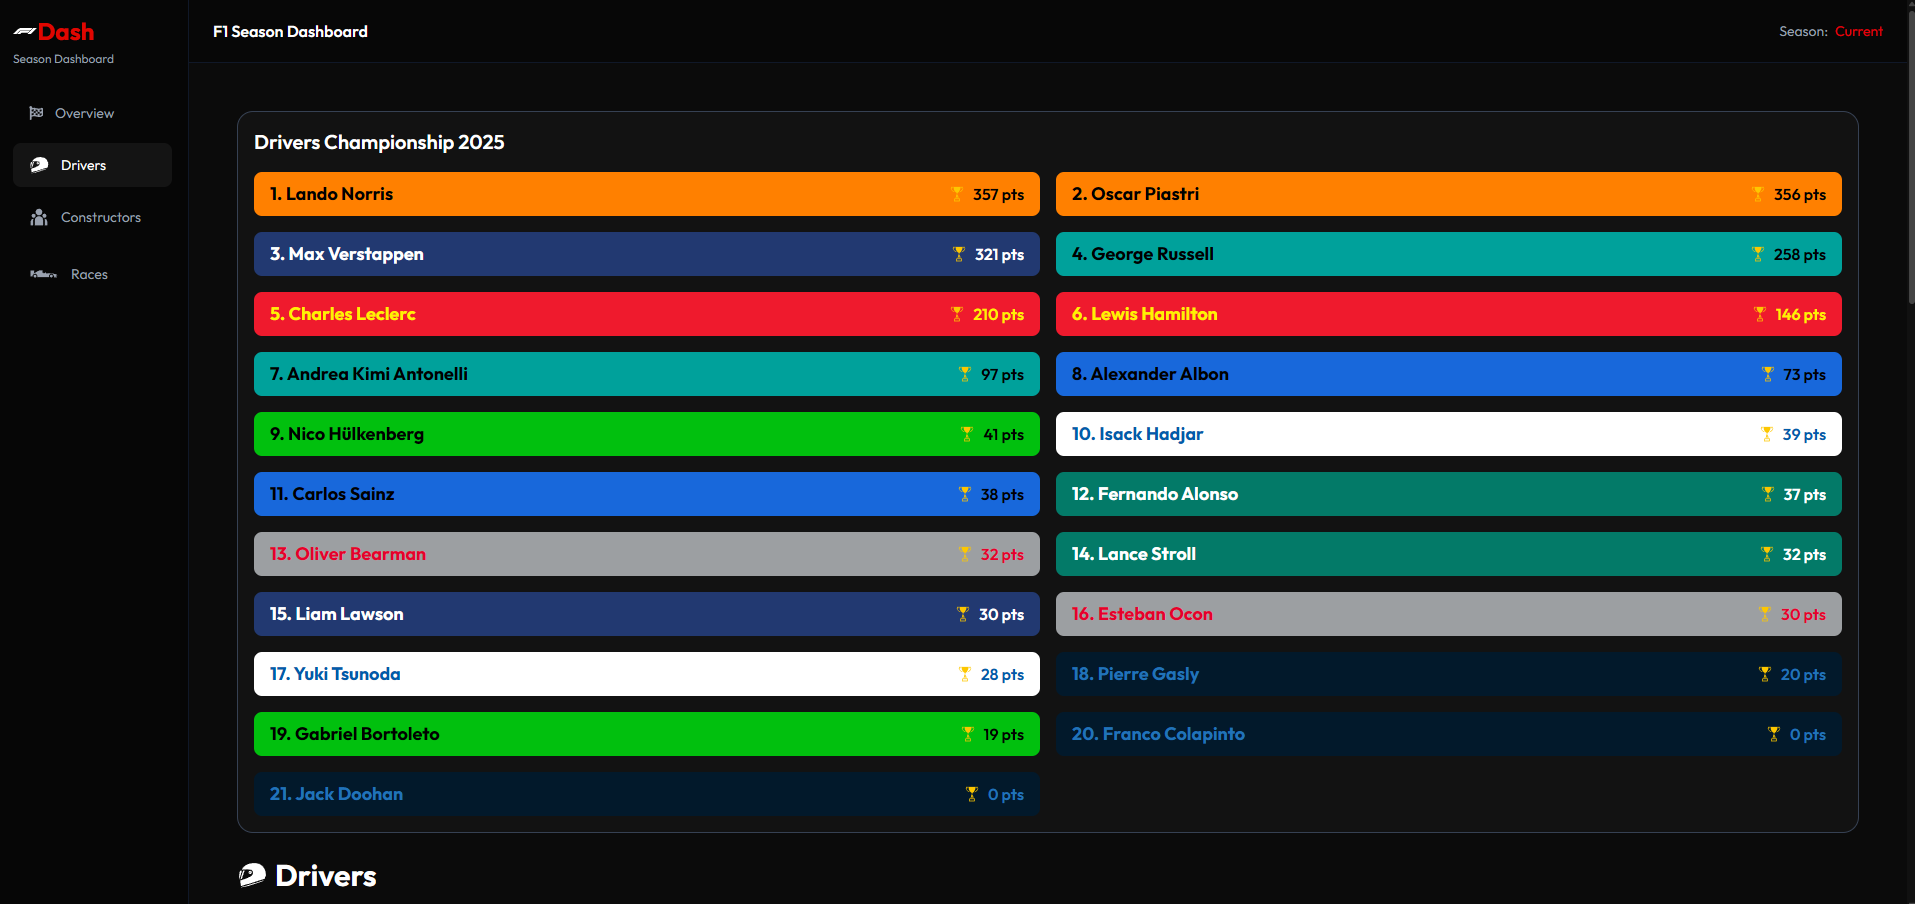 Dash
Season Dashboard
Overview
Drivers
Constructors
Races
F1 Season Dashboard
Season: Current
Drivers Championship 2025
1. Lando Norris 357 pts
2. Oscar Piastri 356 pts
3. Max Verstappen 321 pts
4. George Russell 258 pts
5. Charles Leclerc 210 pts
6. Lewis Hamilton 146 pts
7. Andrea Kimi Antonelli 97 pts
8. Alexander Albon 73 pts
9. Nico Hülkenberg 41 pts
10. Isack Hadjar 39 pts
11. Carlos Sainz 38 pts
12. Fernando Alonso 37 pts
13. Oliver Bearman 32 pts
14. Lance Stroll 32 pts
15. Liam Lawson 30 pts
16. Esteban Ocon 30 pts
17. Yuki Tsunoda 28 pts
18. Pierre Gasly 20 pts
19. Gabriel Bortoleto 19 pts
20. Franco Colapinto 0 pts
21. Jack Doohan 0 pts
Drivers